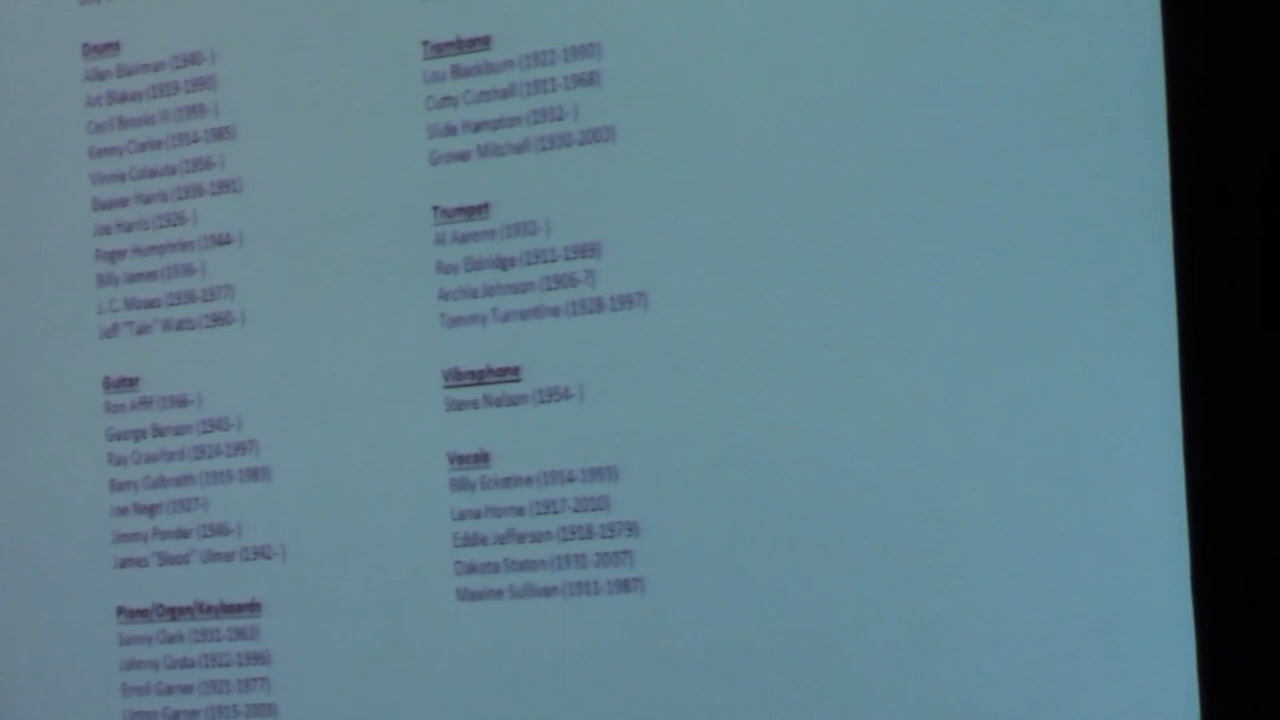 Drums
Allen Blairman (1940- )
Art Blakey (1919-1990)
Cecil Brooks III (1959- )
Kenny Clarke (1914-1985)
Vinnie Colaiuta (1956- )
Beaver Harris (1936-1991)
Joe Harris (1926- )
Roger Humphries (1944- )
Billy James (1936- )
J. C. Moses (1936-1977)
Jeff "Tain" Watts (1960- )
Guitar
Ron Affif (1966- )
George Benson (1943- )
Ray Crawford (1924-1997)
Barry Galbraith (1919-1983)
Joe Negri (1927-)
Jimmy Ponder (1946- )
James "Blood" Ulmer (1942- )
Piano/Organ/Keyboards
Sonny Clark (1931-1963)
Johnny Costa (1922-1996)
Erroll Garner (1921-1977)
Linton Garner (1915-2003)
Trombone
Lou Blackburn (1922-1990)
Cutty Cutshall (1911-1968)
Slide Hampton (1932- )
Grover Mitchell (1930-2003)
Trumpet
Al Aarons (1932- )
Roy Eldridge (1911-1989)
Archie Johnson (1906-?)
Tommy Turrentine (1928-1997)
Vibraphone
Steve Nelson (1954- )
Vocals
Billy Eckstine (1914-1993)
Lena Horne (1917-2010)
Eddie Jefferson (1918-1979)
Dakota Staton (1931-2007)
Maxine Sullivan (1911-1987)